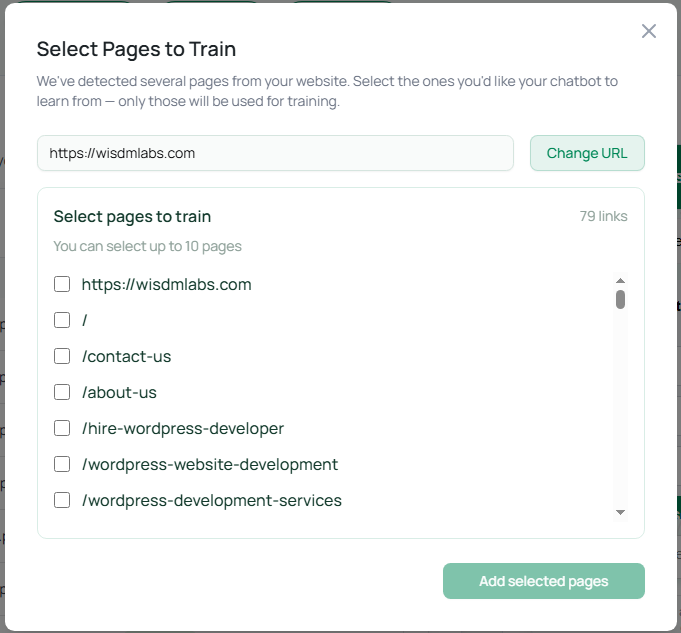 Select Pages to Train
We've detected several pages from your website. Select the ones you'd like your chatbot to
learn from — only those will be used for training.
https://wisdmlabs.com
Change URL
Select pages to train
79 links
You can select up to 10 pages
https://wisdmlabs.com
/
/contact-us
/about-us
/hire-wordpress-developer
/wordpress-website-development
/wordpress-development-services
Add selected pages